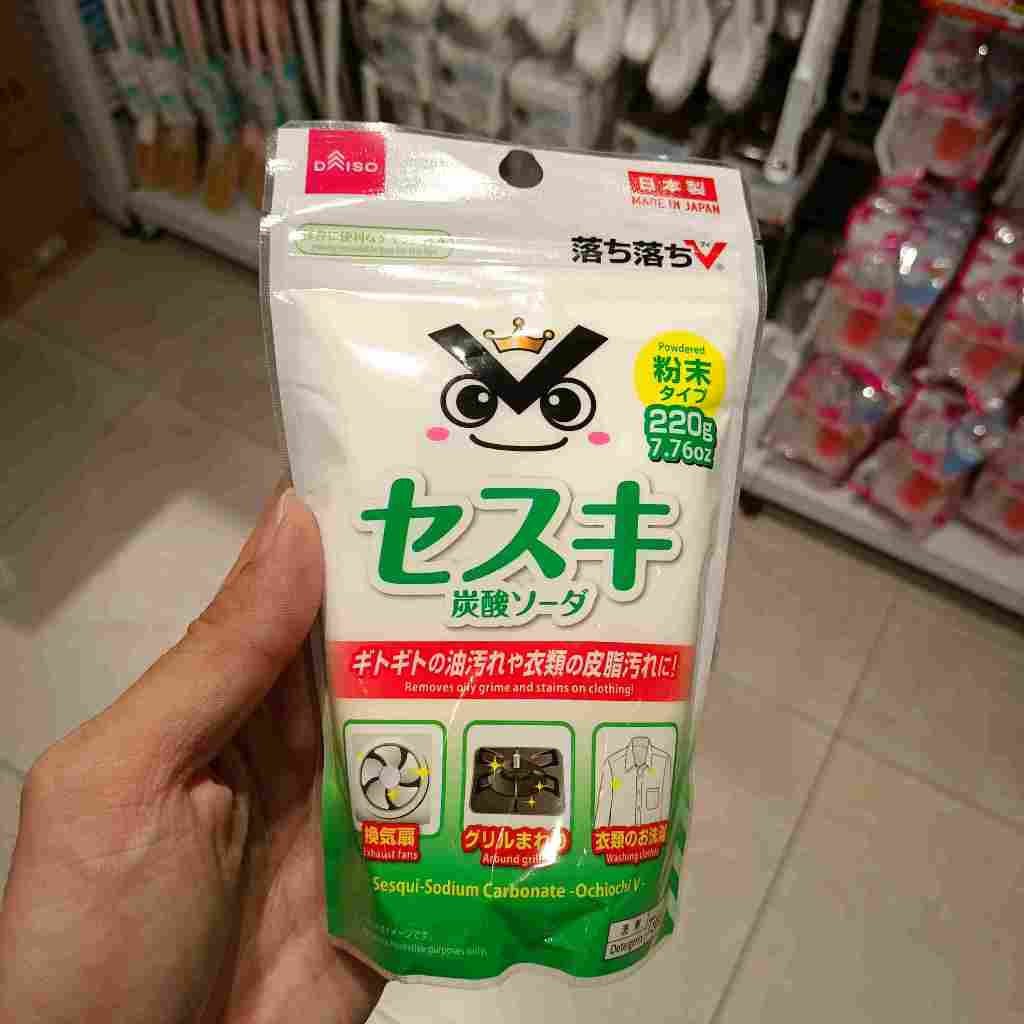 DAISO
日本製
MADE IN JAPAN
落ち落ちV
Powdered
粉末
タイプ
220g
7.76oz
セスキ
炭酸ソーダ
ギトギトの油汚れや衣類の皮脂汚れに!
Removes oily grime and stains on clothing!
換気扇
Exhaust fans
グリルまわり
Around grills
衣類のお洗濯
Washing clothes
Sesqui-Sodium Carbonate -Ochiochi V-
Detergent